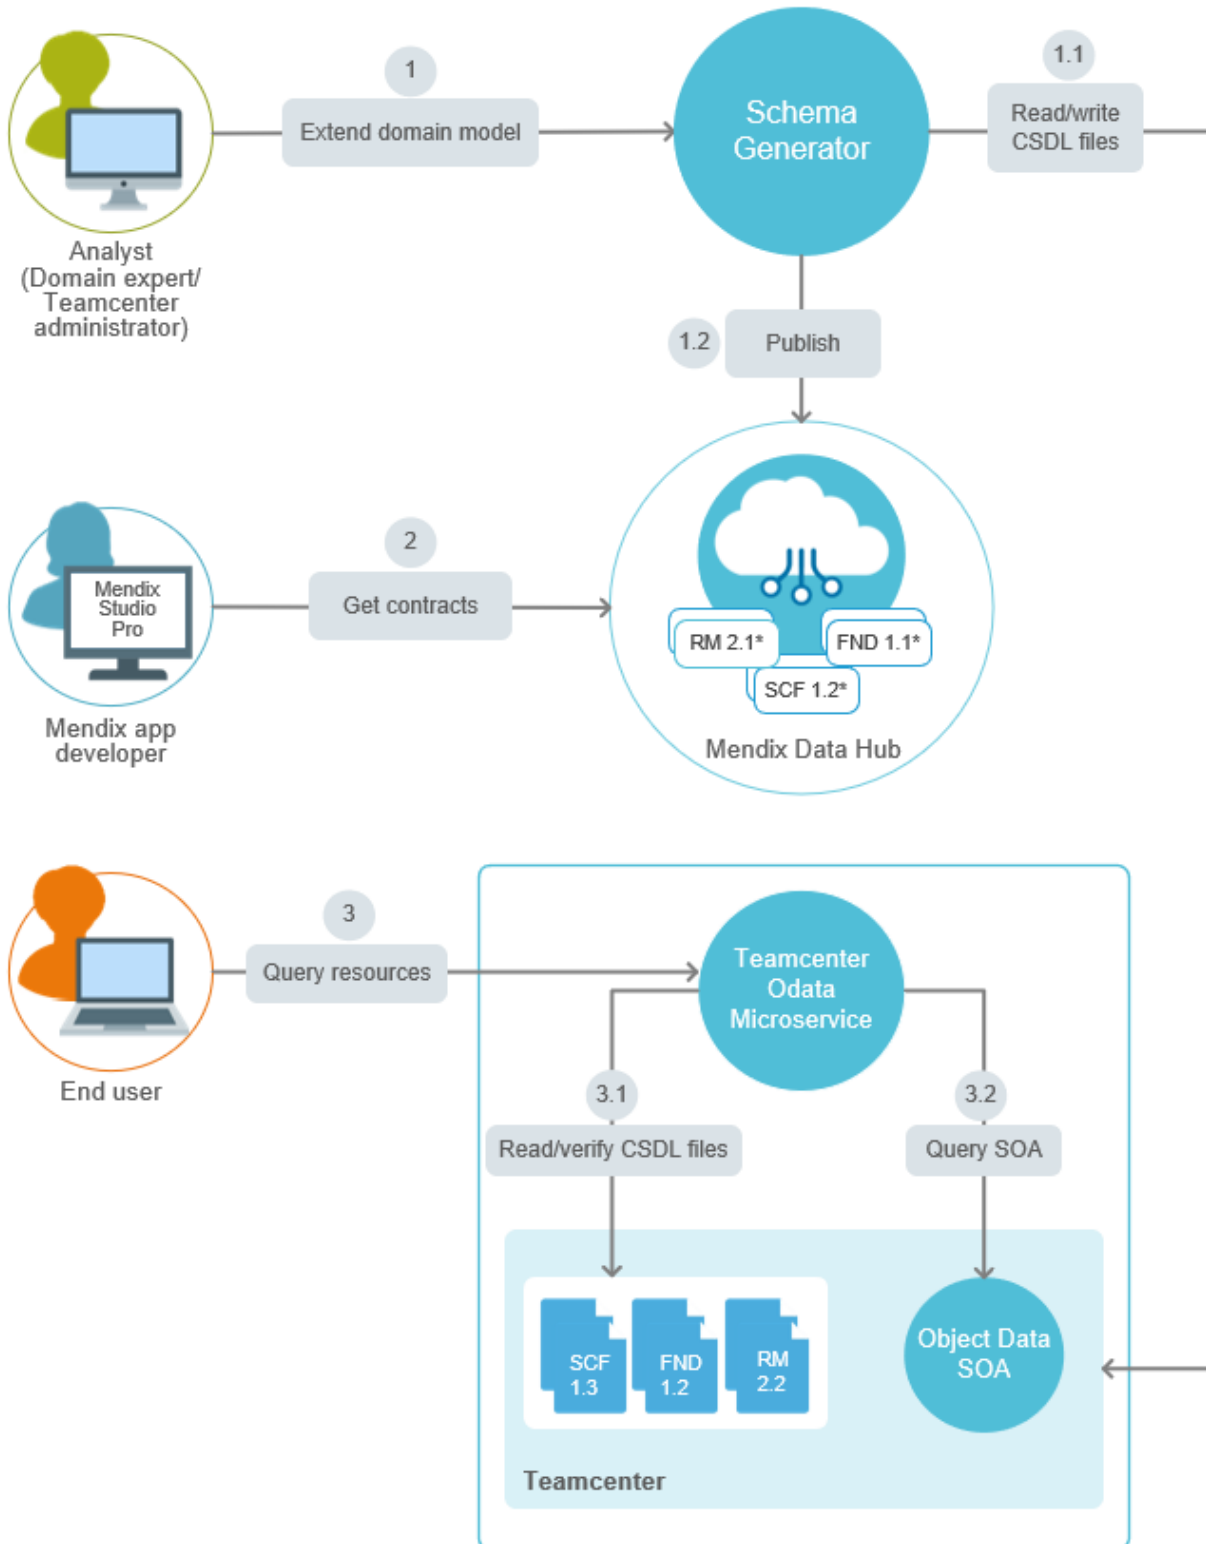 1
Extend domain model
Schema
Generator
1.1
Read/write
CSDL files
Analyst
(Domain expert/
Teamcenter
administrator)
1.2
Publish
2
Get contracts
Mendix
Studio
Pro
Mendix app
developer
RM 2.1*
FND 1.1*
SCF 1.2*
Mendix Data Hub
3
Query resources
End user
Teamcenter
Odata
Microservice
3.1
Read/verify CSDL files
3.2
Query SOA
SCF
1.3
FND
1.2
RM
2.2
Object Data
SOA
Teamcenter